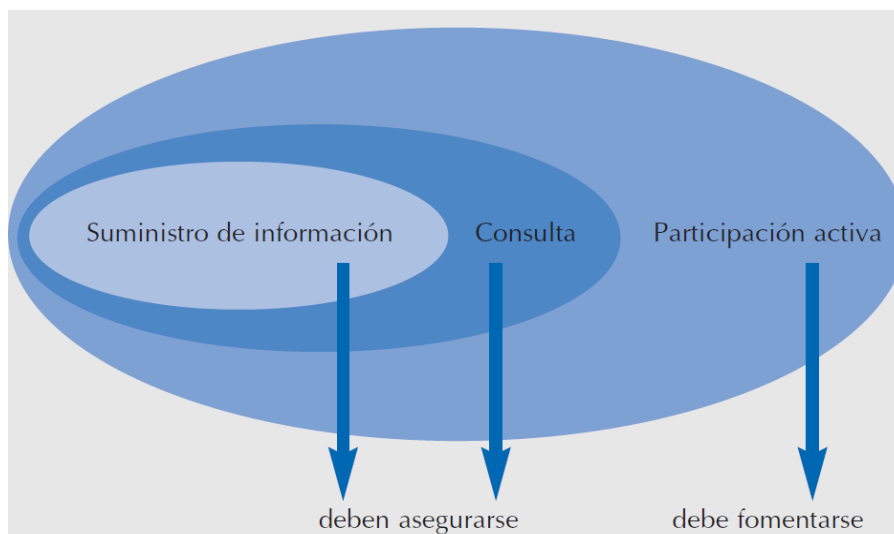 Suministro de información
Consulta
Participación activa
deben asegurarse
debe fomentarse